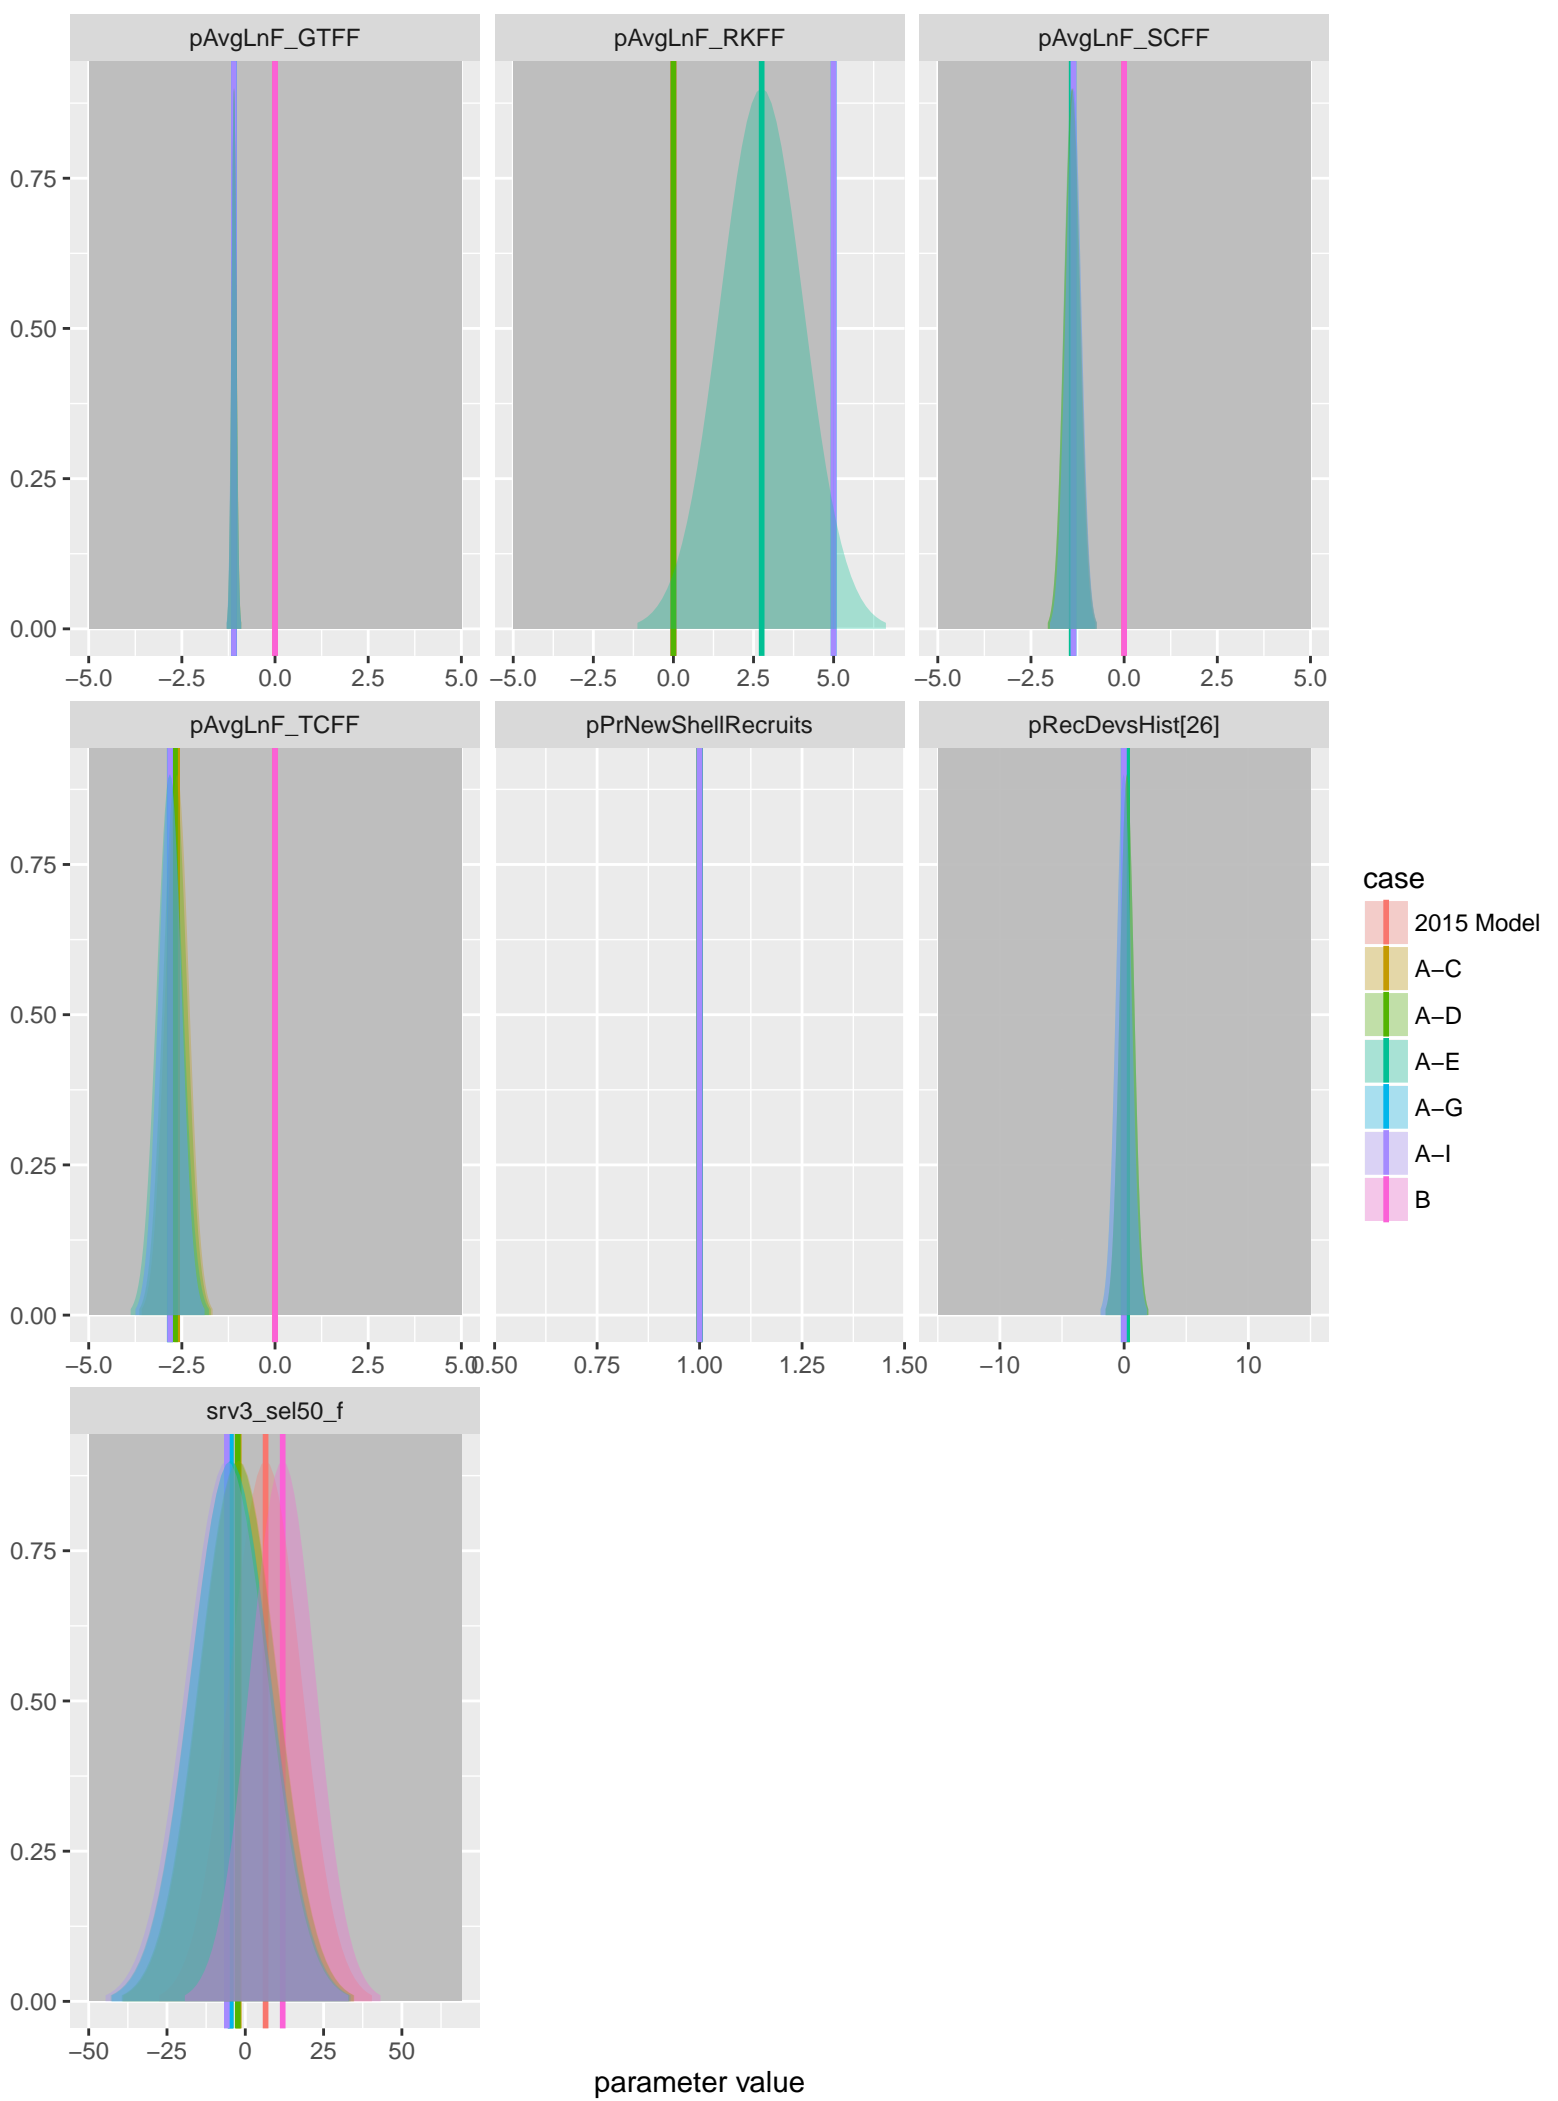 pAvgLnF_GTFF pAvgLnF_RKFF pAvgLnF_SCFF
0.75
0.50
0.25
0.00
−5.0 −2.5 0.0 2.5 5.0 −5.0 −2.5 0.0 2.5 5.0 −5.0 −2.5 0.0 2.5 5.0
pAvgLnF_TCFF pPrNewShellRecruits pRecDevsHist[26]
0.75
0.50
0.25
0.00
−5.0 −2.5 0.0 2.5 5.0 0.50 0.75 1.00 1.25 1.50 −10 0 10
case
2015 Model
A−C
A−D
A−E
A−G
A−I
B
srv3_sel50_f
0.75
0.50
0.25
0.00
−50 −25 0 25 50
parameter value